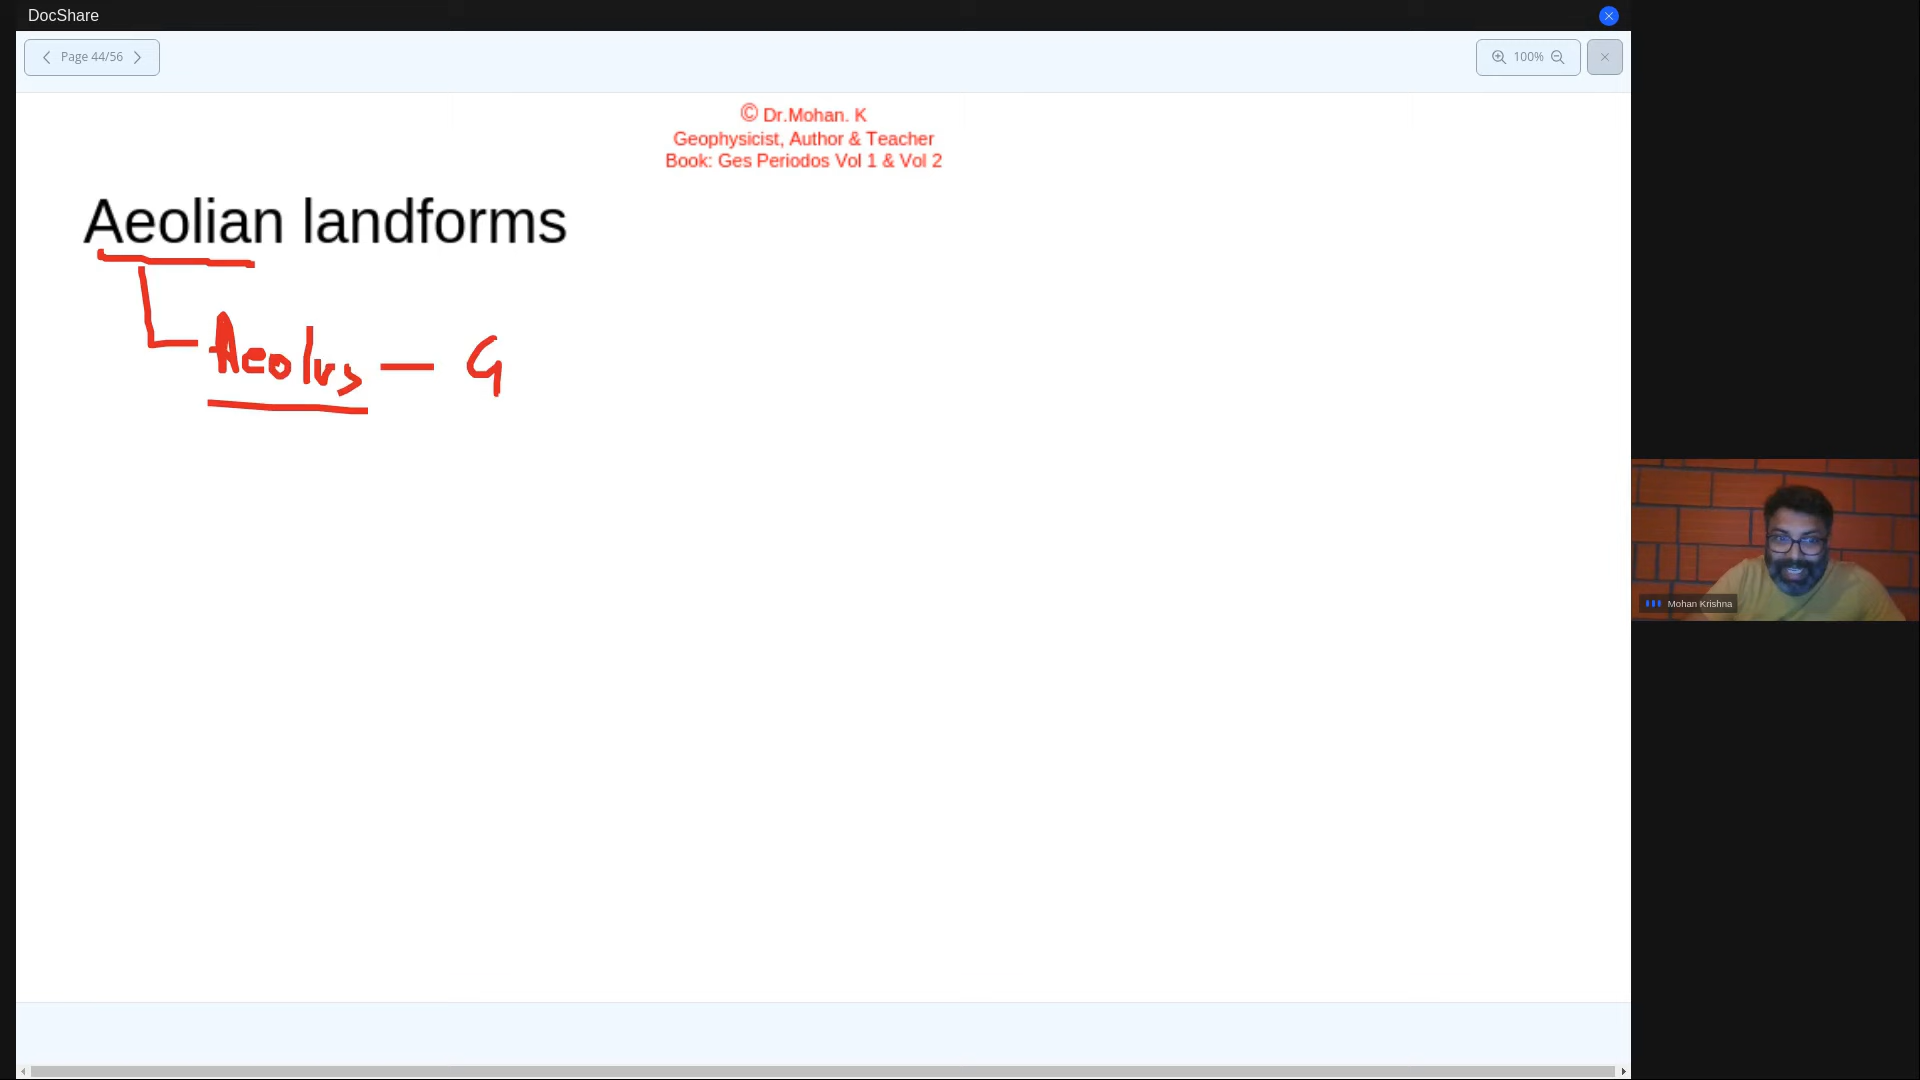 DocShare
Page 44/56
100%
© Dr.Mohan. K
Geophysicist, Author & Teacher
Book: Ges Periodos Vol 1 & Vol 2
Aeolian landforms
Aeolus — G
Mohan Krishna